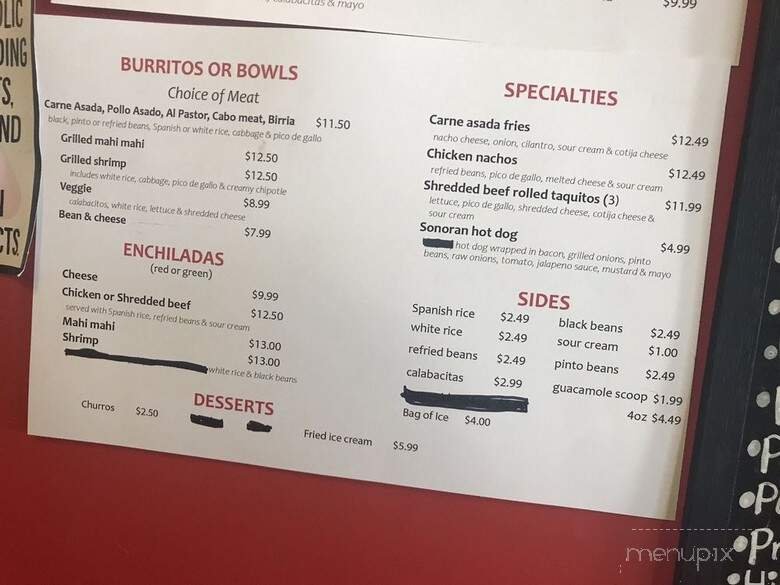 OLIC
DING
S,
ND
CTS
calabacitas & mayo
$9.99
BURRITOS OR BOWLS
Choice of Meat
Carne Asada, Pollo Asado, Al Pastor, Cabo meat, Birria $11.50
black, pinto or refried beans, Spanish or white rice, cabbage & pico de gallo
Grilled mahi mahi $12.50
Grilled shrimp $12.50
includes white rice, cabbage, pico de gallo & creamy chipotle
Veggie $8.99
calabacitos, white rice, lettuce & shredded cheese
Bean & cheese $7.99
ENCHILADAS
(red or green)
Cheese $9.99
Chicken or Shredded beef $12.50
served with Spanish rice, refried beans & sour cream
Mahi mahi $13.00
Shrimp $13.00
white rice & black beans
DESSERTS
Churros $2.50
Fried ice cream $5.99
SPECIALTIES
Carne asada fries $12.49
nacho cheese, onion, cilantro, sour cream & cotija cheese
Chicken nachos $12.49
refried beans, pico de gallo, melted cheese & sour cream
Shredded beef rolled taquitos (3) $11.99
lettuce, pico de gallo, shredded cheese, cotija cheese &
sour cream
Sonoran hot dog $4.99
hot dog wrapped in bacon, grilled onions, pinto
beans, raw onions, tomato, jalapeno sauce, mustard & mayo
SIDES
Spanish rice $2.49 black beans $2.49
white rice $2.49 sour cream $1.00
refried beans $2.49 pinto beans $2.49
calabacitas $2.99 guacamole scoop $1.99
4oz $4.49
Bag of Ice $4.00
menupix